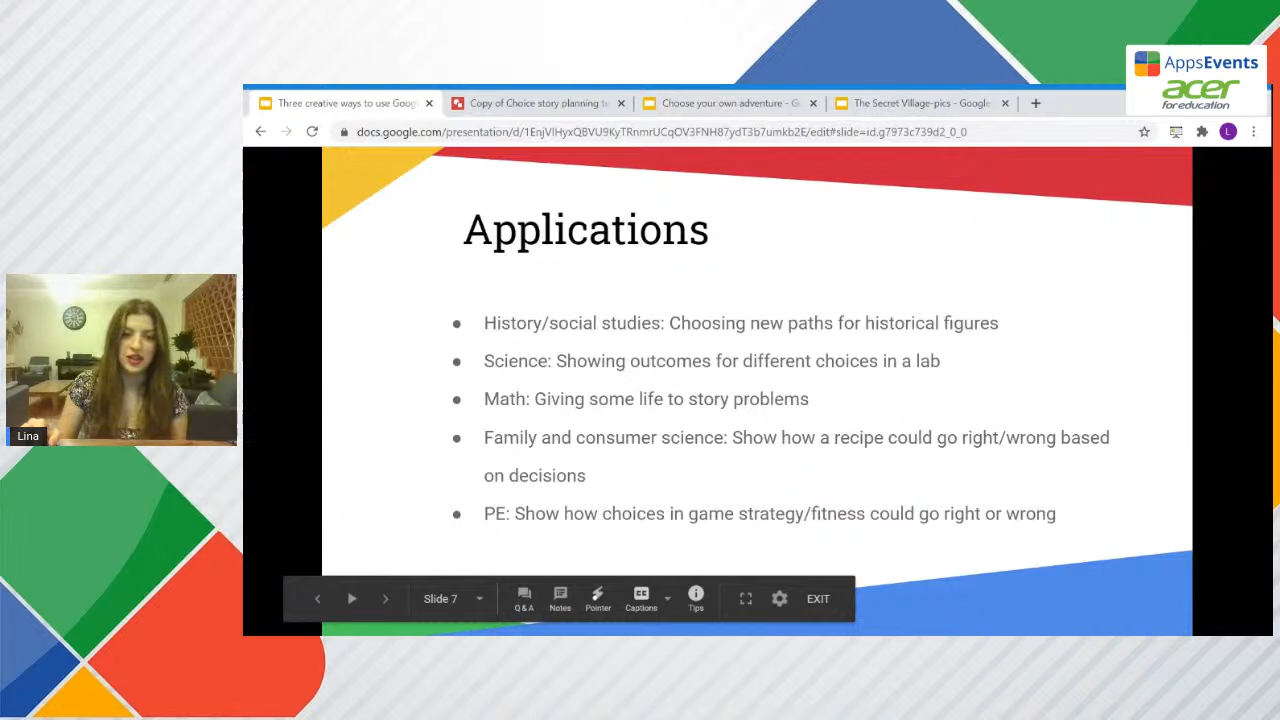 AppsEvents
acer
for education
Three creative ways to use Goog
Copy of Choice story planning te
Choose your own adventure - Go
The Secret Village-pics - Google
docs.google.com/presentation/d/1EnjVlHyxQBVU9KyTRnmrUCqOV3FNH87ydT3b7umkb2E/edit#slide=id.g7973c739d2_0_0
L
Applications
● History/social studies: Choosing new paths for historical figures
● Science: Showing outcomes for different choices in a lab
● Math: Giving some life to story problems
● Family and consumer science: Show how a recipe could go right/wrong based
on decisions
● PE: Show how choices in game strategy/fitness could go right or wrong
Lina
Slide 7
Q & A
Notes
Pointer
CC
Captions
Tips
EXIT